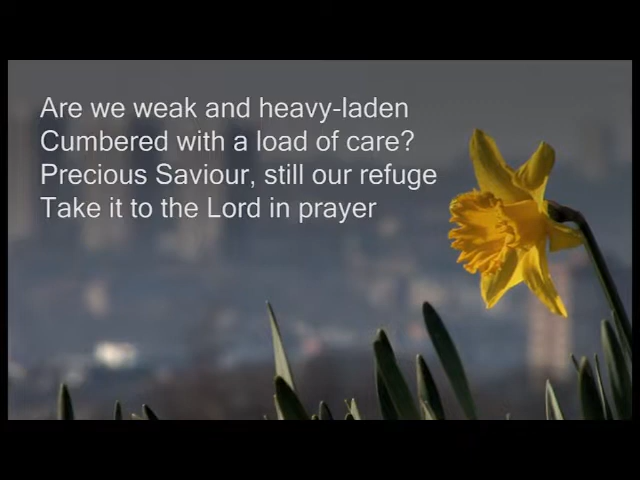 Are we weak and heavy-laden
Cumbered with a load of care?
Precious Saviour, still our refuge
Take it to the Lord in prayer